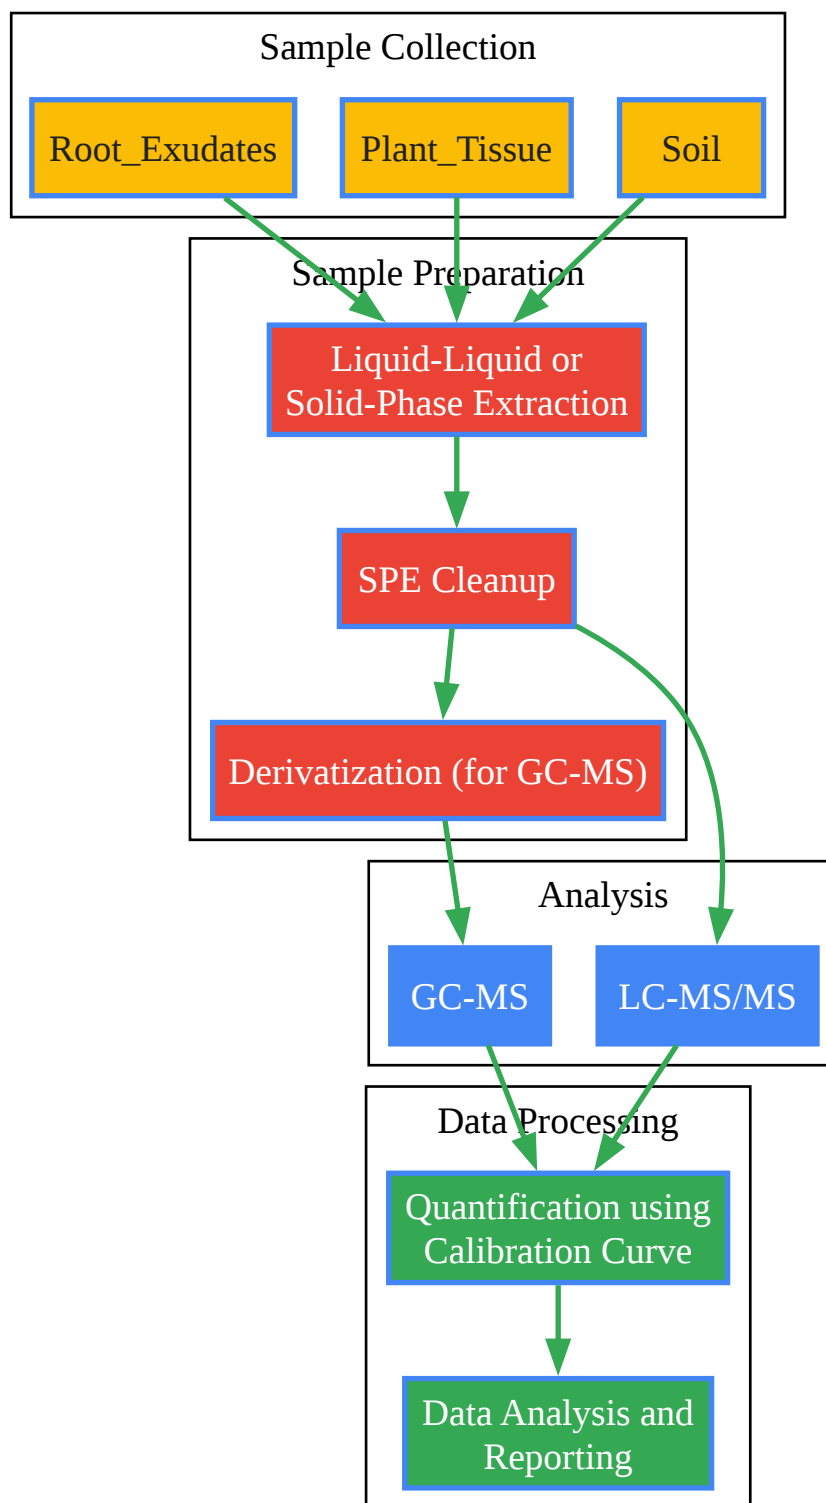 Sample Collection
Root_Exudates
Plant_Tissue
Soil
Sample Preparation
Liquid-Liquid or
Solid-Phase Extraction
SPE Cleanup
Derivatization (for GC-MS)
Analysis
GC-MS
LC-MS/MS
Data Processing
Quantification using
Calibration Curve
Data Analysis and
Reporting